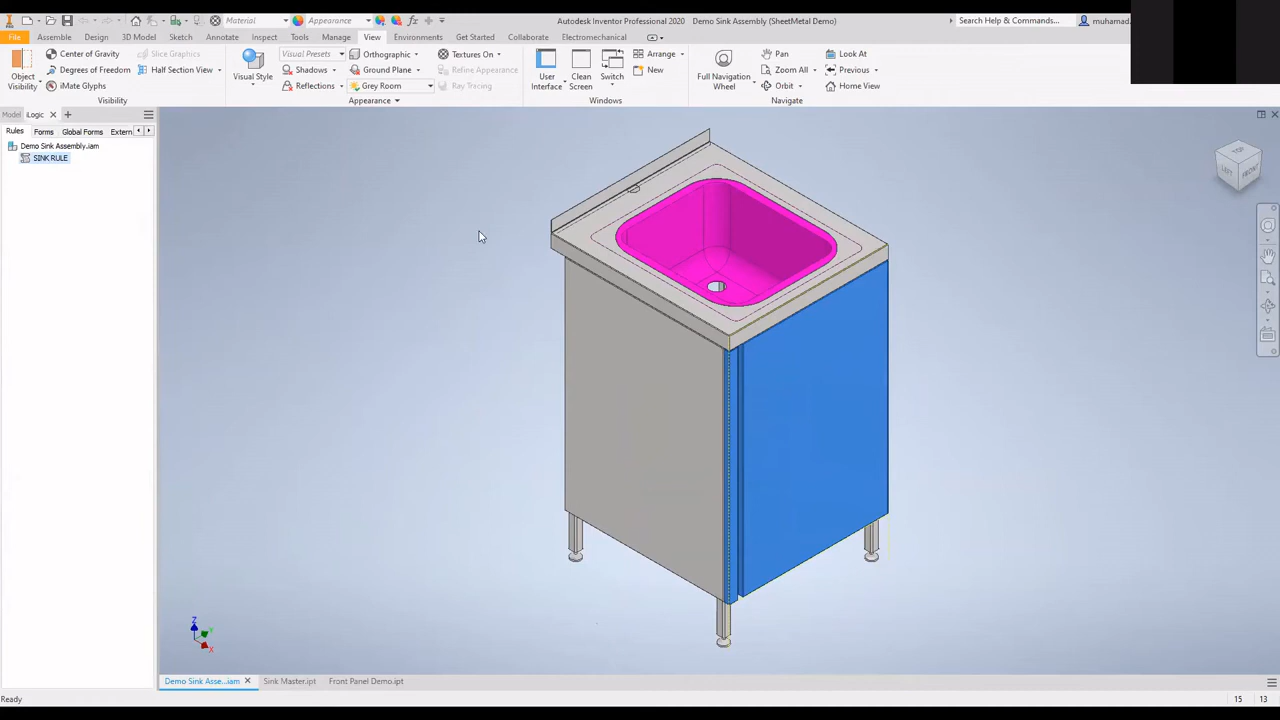 Material
Appearance
Autodesk Inventor Professional 2020 Demo Sink Assembly (SheetMetal Demo)
Search Help & Commands...
muhamad.
File
Assemble
Design
3D Model
Sketch
Annotate
Inspect
Tools
Manage
View
Environments
Get Started
Collaborate
Electromechanical
Object
Visibility
Center of Gravity
Degrees of Freedom
iMate Glyphs
Slice Graphics
Half Section View
Visibility
Visual Style
Visual Presets
Shadows
Reflections
Orthographic
Ground Plane
Grey Room
Textures On
Refine Appearance
Ray Tracing
Appearance
User
Interface
Clean
Screen
Switch
Arrange
New
Windows
Full Navigation
Wheel
Pan
Zoom All
Orbit
Look At
Previous
Home View
Navigate
Model
iLogic
Rules
Forms
Global Forms
Extern
Demo Sink Assembly.iam
SINK RULE
TOP
LEFT
FRONT
Z
Y
X
Demo Sink Asse...iam
Sink Master.ipt
Front Panel Demo.ipt
Ready
15
13